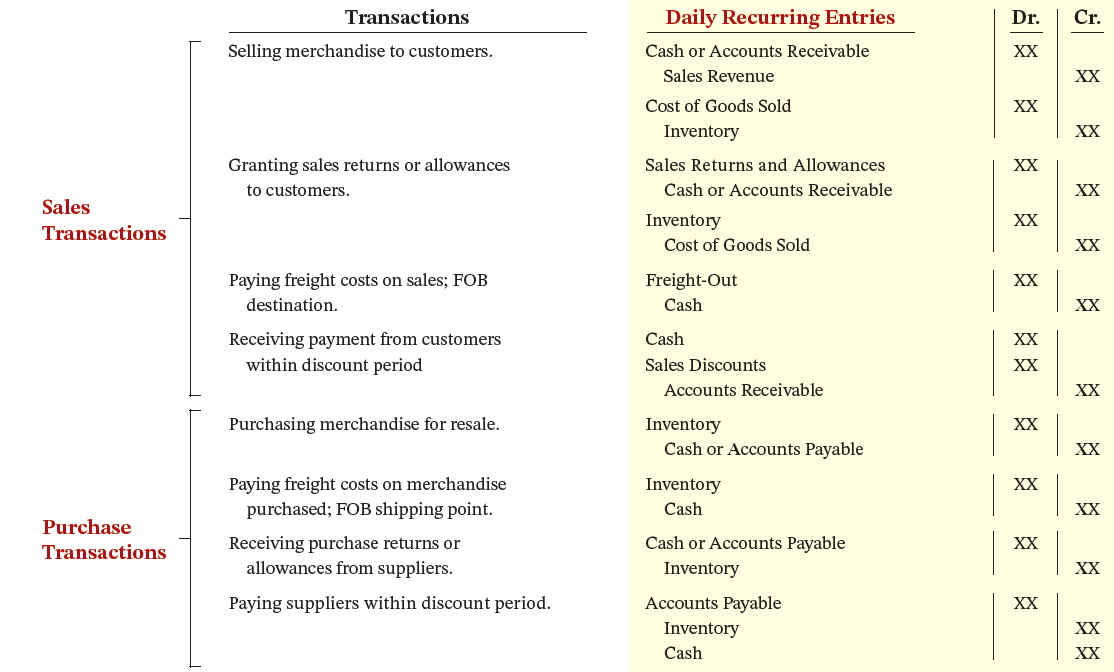 Transactions Daily Recurring Entries Dr. Cr.
Selling merchandise to customers. Cash or Accounts Receivable XX
Sales Revenue XX
Cost of Goods Sold XX
Inventory XX
Granting sales returns or allowances Sales Returns and Allowances XX
to customers. Cash or Accounts Receivable XX
Sales
Transactions
Inventory XX
Cost of Goods Sold XX
Paying freight costs on sales; FOB Freight-Out XX
destination. Cash XX
Receiving payment from customers Cash XX
within discount period Sales Discounts XX
Accounts Receivable XX
Purchasing merchandise for resale. Inventory XX
Cash or Accounts Payable XX
Paying freight costs on merchandise Inventory XX
purchased; FOB shipping point. Cash XX
Purchase
Transactions
Receiving purchase returns or Cash or Accounts Payable XX
allowances from suppliers. Inventory XX
Paying suppliers within discount period. Accounts Payable XX
Inventory XX
Cash XX